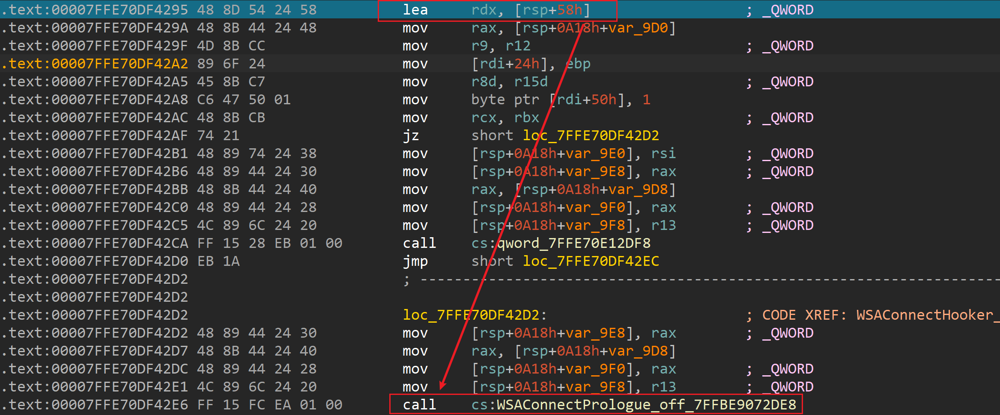 .text:00007FFE70DF4295 48 8D 54 24 58 lea rdx, [rsp+58h] ; _QWORD
.text:00007FFE70DF429A 48 8B 44 24 48 mov rax, [rsp+0A18h+var_9D0]
.text:00007FFE70DF429F 4D 8B CC mov r9, r12 ; _QWORD
.text:00007FFE70DF42A2 89 6F 24 mov [rdi+24h], ebp
.text:00007FFE70DF42A5 45 8B C7 mov r8d, r15d ; _QWORD
.text:00007FFE70DF42A8 C6 47 50 01 mov byte ptr [rdi+50h], 1
.text:00007FFE70DF42AC 48 8B CB mov rcx, rbx ; _QWORD
.text:00007FFE70DF42AF 74 21 jz short loc_7FFE70DF42D2
.text:00007FFE70DF42B1 48 89 74 24 38 mov [rsp+0A18h+var_9E0], rsi ; _QWORD
.text:00007FFE70DF42B6 48 89 44 24 30 mov [rsp+0A18h+var_9E8], rax ; _QWORD
.text:00007FFE70DF42BB 48 8B 44 24 40 mov rax, [rsp+0A18h+var_9D8]
.text:00007FFE70DF42C0 48 89 44 24 28 mov [rsp+0A18h+var_9F0], rax ; _QWORD
.text:00007FFE70DF42C5 4C 89 6C 24 20 mov [rsp+0A18h+var_9F8], r13 ; _QWORD
.text:00007FFE70DF42CA FF 15 28 EB 01 00 call cs:qword_7FFE70E12DF8
.text:00007FFE70DF42D0 EB 1A jmp short loc_7FFE70DF42EC
.text:00007FFE70DF42D2 ; --------------------------------------------------------------------
.text:00007FFE70DF42D2
.text:00007FFE70DF42D2 loc_7FFE70DF42D2: ; CODE XREF: WSAConnectHooker_
.text:00007FFE70DF42D2 48 89 44 24 30 mov [rsp+0A18h+var_9E8], rax ; _QWORD
.text:00007FFE70DF42D7 48 8B 44 24 40 mov rax, [rsp+0A18h+var_9D8]
.text:00007FFE70DF42DC 48 89 44 24 28 mov [rsp+0A18h+var_9F0], rax ; _QWORD
.text:00007FFE70DF42E1 4C 89 6C 24 20 mov [rsp+0A18h+var_9F8], r13 ; _QWORD
.text:00007FFE70DF42E6 FF 15 FC EA 01 00 call cs:WSAConnectPrologue_off_7FFBE9072DE8